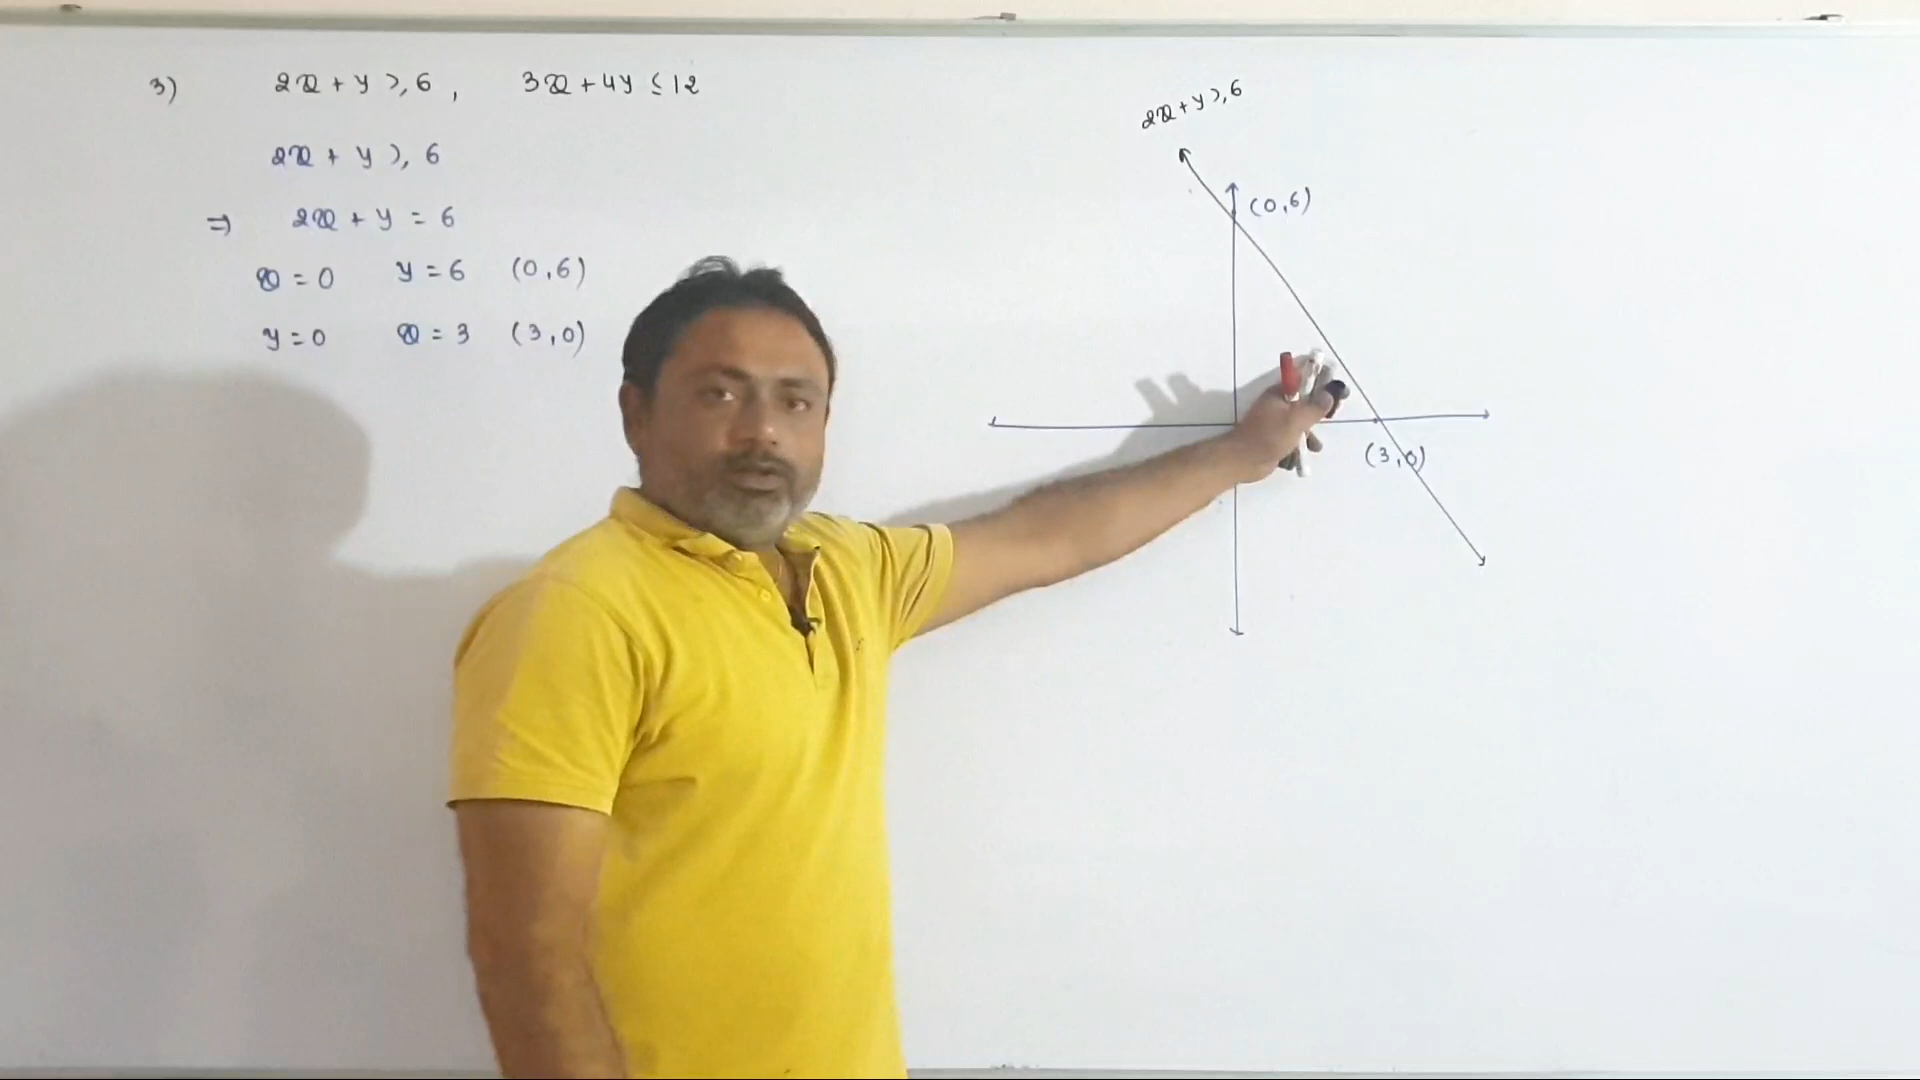 3) 2x + y ≥ 6 , 3x + 4y ≤ 12
2x + y ≥ 6
⇒ 2x + y = 6
x = 0 y = 6 (0,6)
y = 0 x = 3 (3,0)
2x + y ≥ 6
(0,6)
(3,0)